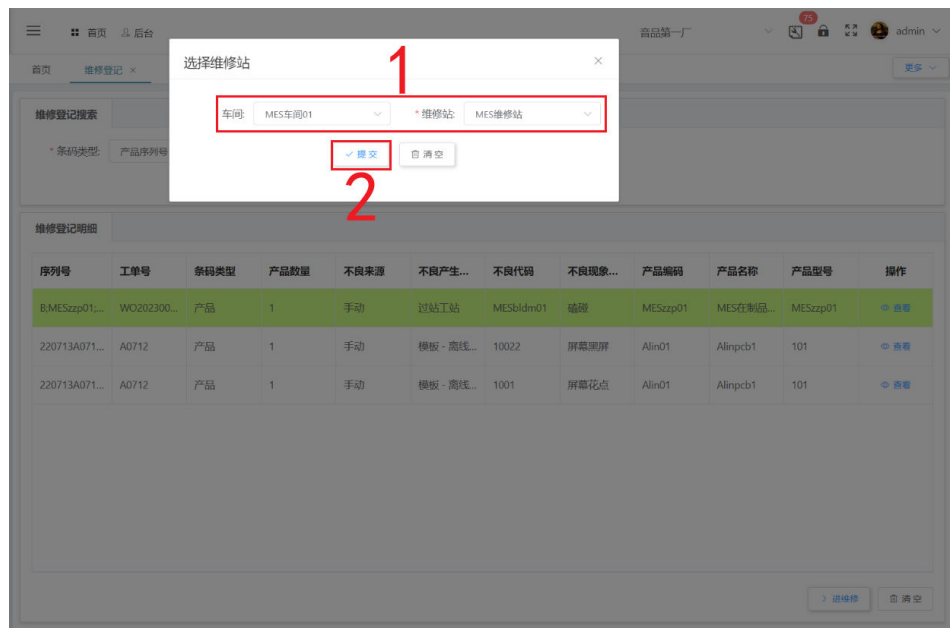 首页 后台 音品第一厂 75 admin
首页 维修登记 × 更多
选择维修站
1
车间: MES车间01 * 维修站: MES维修站
提交 清空
2
维修登记搜索
* 条码类型: 产品序列号
维修登记明细
序列号 工单号 条码类型 产品数量 不良来源 不良产生... 不良代码 不良现象... 产品编码 产品名称 产品型号 操作
B;MESzzp01;... WO202300... 产品 1 手动 过站工站 MESbldm01 磕碰 MESzzp01 MES在制品... MESzzp01 查看
220713A071... A0712 产品 1 手动 模板 - 离线... 10022 屏幕黑屏 Alin01 Alinpcb1 101 查看
220713A071... A0712 产品 1 手动 模板 - 离线... 1001 屏幕花点 Alin01 Alinpcb1 101 查看
进维修 清空